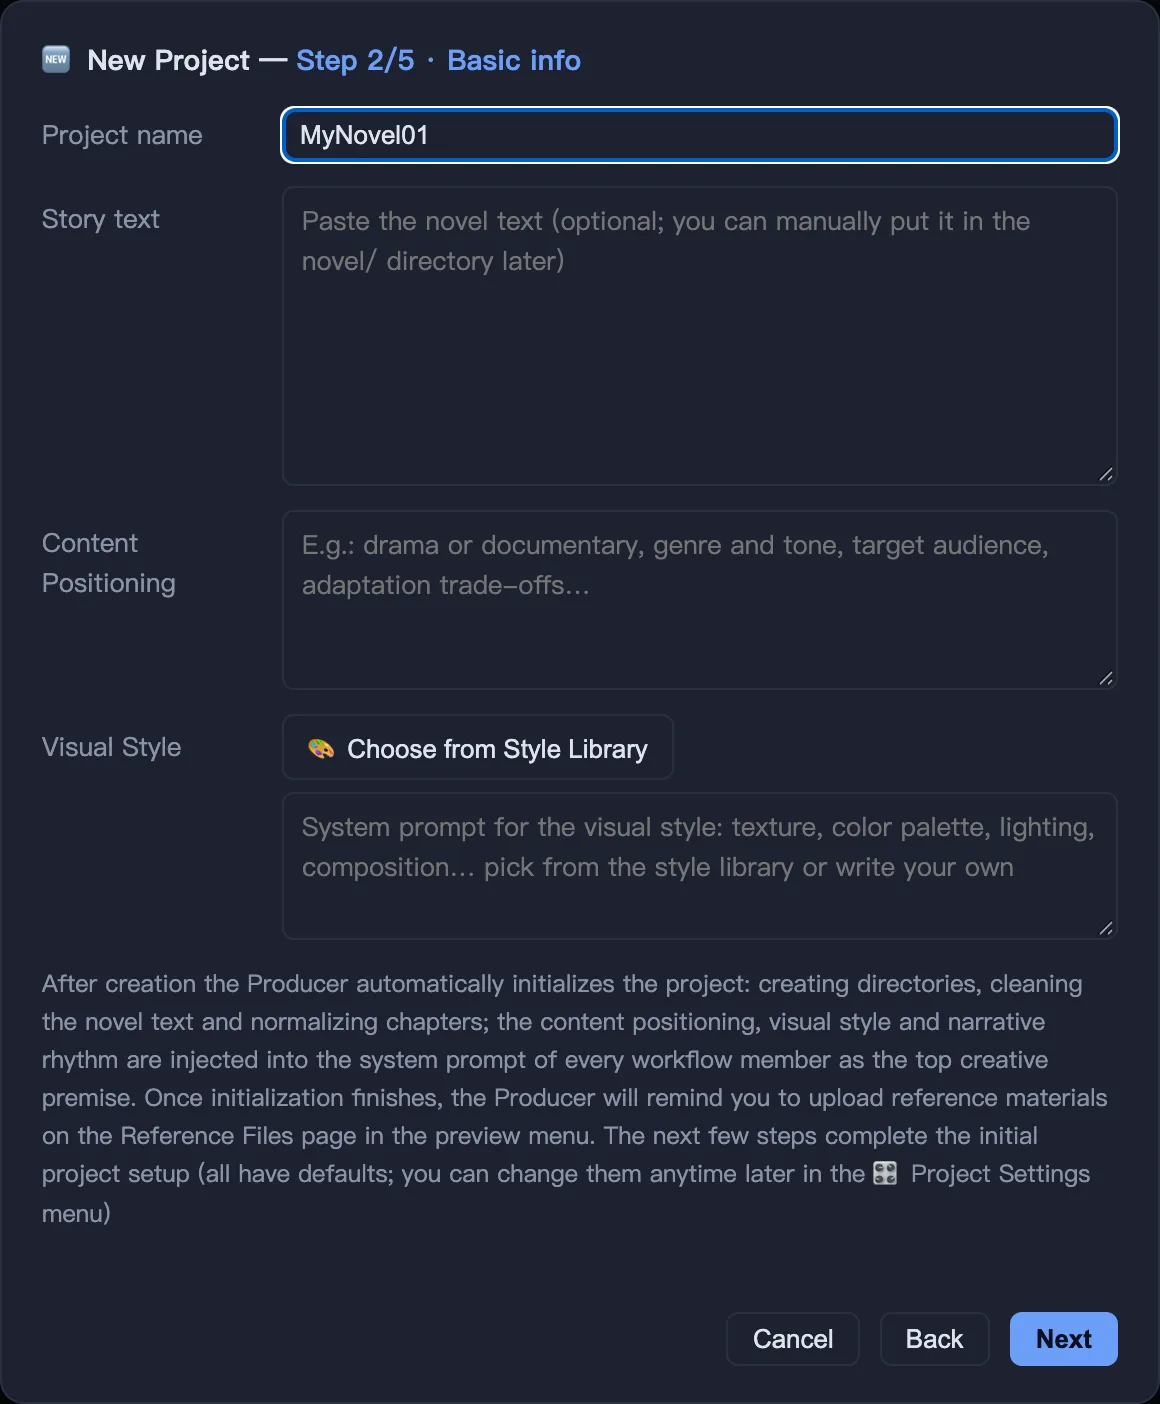 NEW New Project — Step 2/5 · Basic info
Project name
MyNovel01
Story text
Paste the novel text (optional; you can manually put it in the
novel/ directory later)
Content
Positioning
E.g.: drama or documentary, genre and tone, target audience,
adaptation trade–offs...
Visual Style
Choose from Style Library
System prompt for the visual style: texture, color palette, lighting,
composition... pick from the style library or write your own
After creation the Producer automatically initializes the project: creating directories, cleaning
the novel text and normalizing chapters; the content positioning, visual style and narrative
rhythm are injected into the system prompt of every workflow member as the top creative
premise. Once initialization finishes, the Producer will remind you to upload reference materials
on the Reference Files page in the preview menu. The next few steps complete the initial
project setup (all have defaults; you can change them anytime later in the Project Settings
menu)
Cancel
Back
Next